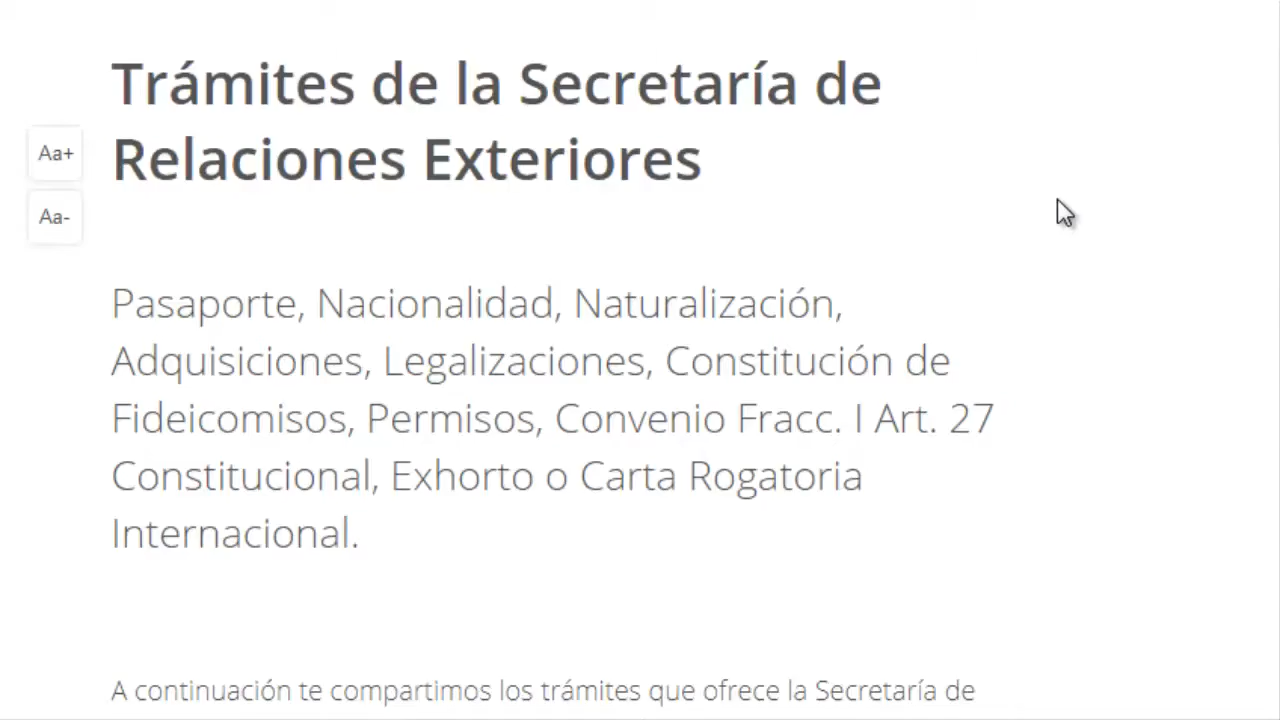 Trámites de la Secretaría de
Relaciones Exteriores
Aa+
Aa-
Pasaporte, Nacionalidad, Naturalización,
Adquisiciones, Legalizaciones, Constitución de
Fideicomisos, Permisos, Convenio Fracc. I Art. 27
Constitucional, Exhorto o Carta Rogatoria
Internacional.
A continuación te compartimos los trámites que ofrece la Secretaría de